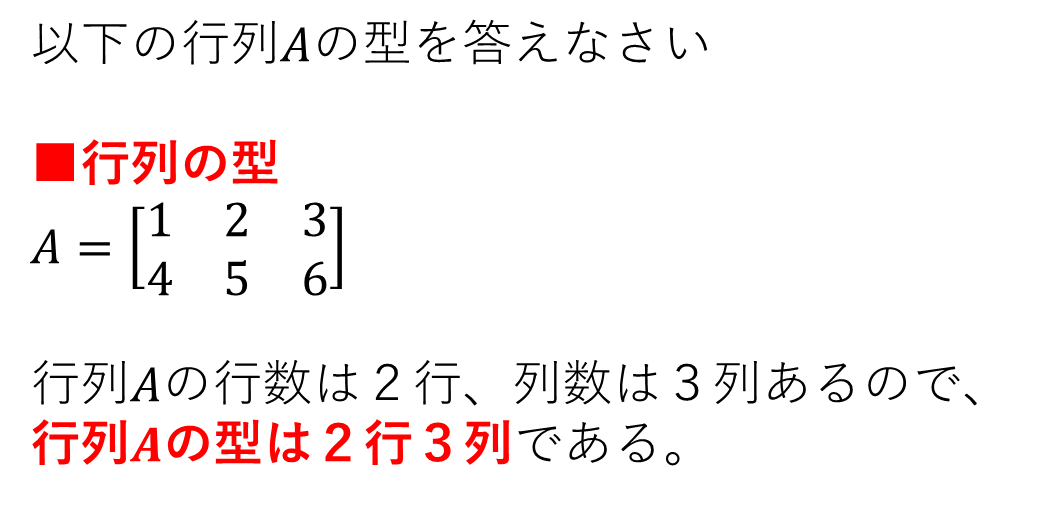 以下の行列Aの型を答えなさい
■行列の型
A = [1 2 3
4 5 6]
行列Aの行数は２行、列数は３列あるので、
行列Aの型は２行３列である。